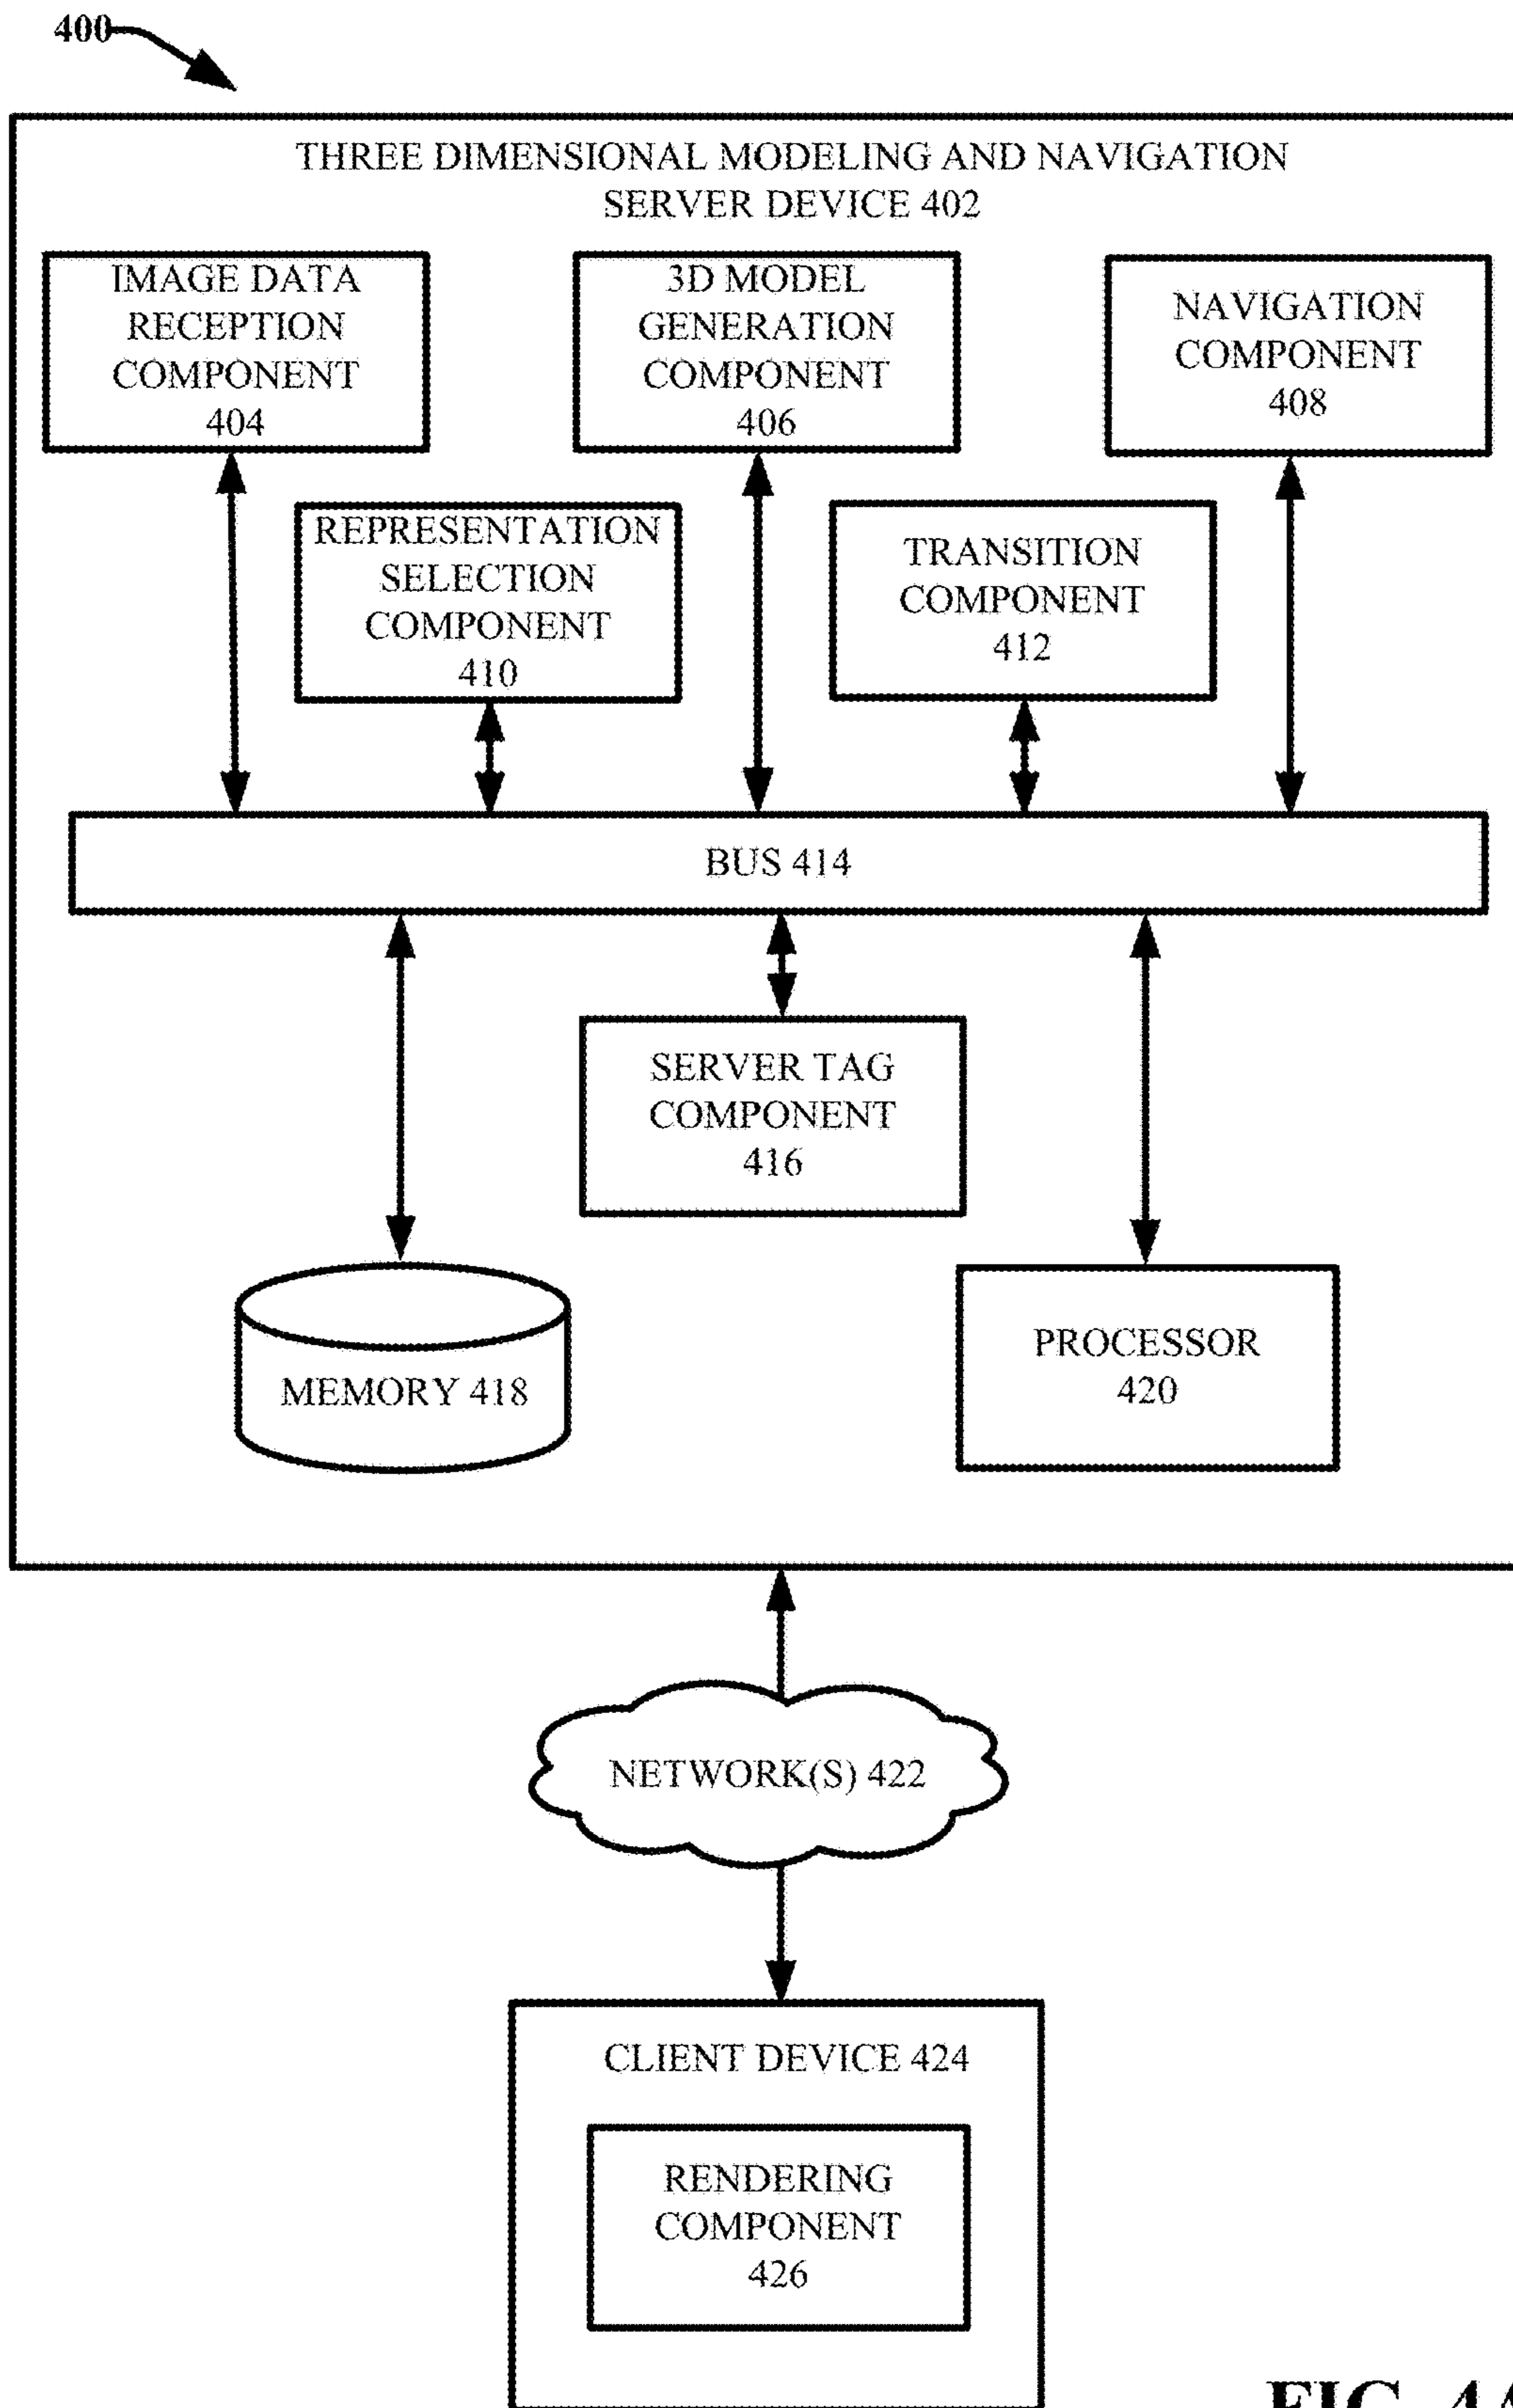 400
THREE DIMENSIONAL MODELING AND NAVIGATION
SERVER DEVICE 402
IMAGE DATA
RECEPTION
COMPONENT
404
3D MODEL
GENERATION
COMPONENT
406
NAVIGATION
COMPONENT
408
REPRESENTATION
SELECTION
COMPONENT
410
TRANSITION
COMPONENT
412
BUS 414
SERVER TAG
COMPONENT
416
MEMORY 418
PROCESSOR
420
NETWORK(S) 422
CLIENT DEVICE 424
RENDERING
COMPONENT
426
FIG. 4A